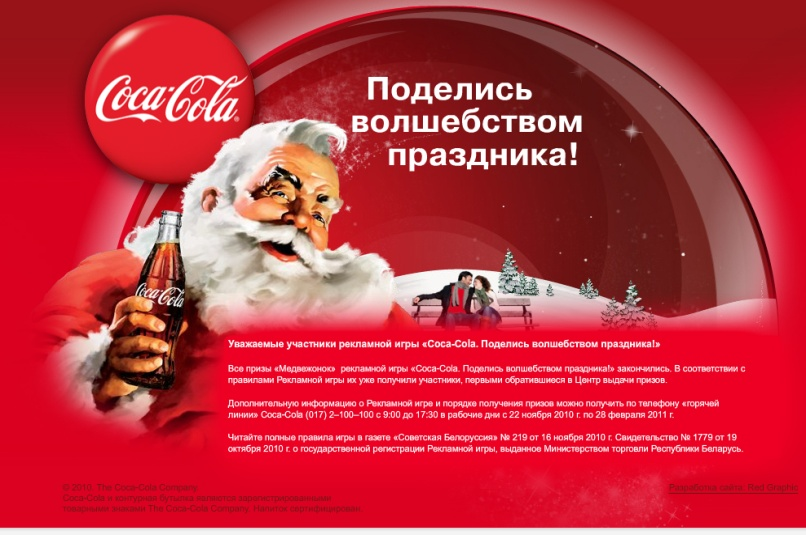 Coca-Cola
Поделись
волшебством
праздника!
Coca-Cola
Уважаемые участники рекламной игры «Coca-Cola. Поделись волшебством праздника!»
Все призы «Медвежонок» рекламной игры «Coca-Cola. Поделись волшебством праздника!» закончились. В соответствии с
правилами Рекламной игры их уже получили участники, первыми обратившиеся в Центр выдачи призов.
Дополнительную информацию о Рекламной игре и порядке получения призов можно получить по телефону «горячей
линии» Coca-Cola (017) 2–100–100 с 9:00 до 17:30 в рабочие дни с 22 ноября 2010 г. по 28 февраля 2011 г.
Читайте полные правила игры в газете «Советская Белоруссия» № 219 от 16 ноября 2010 г. Свидетельство № 1779 от 19
октября 2010 г. о государственной регистрации Рекламной игры, выданное Министерством торговли Республики Беларусь.
© 2010. The Coca-Cola Company.
Coca-Cola и контурная бутылка являются зарегистрированными
товарными знаками The Coca-Cola Company. Напиток сертифицирован.
Разработка сайта: Red Graphic